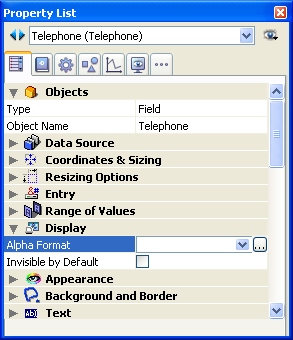 Property List
Telephone (Telephone)
Objects
Type Field
Object Name Telephone
Data Source
Coordinates & Sizing
Resizing Options
Entry
Range of Values
Display
Alpha Format ...
Invisible by Default
Appearance
Background and Border
Text